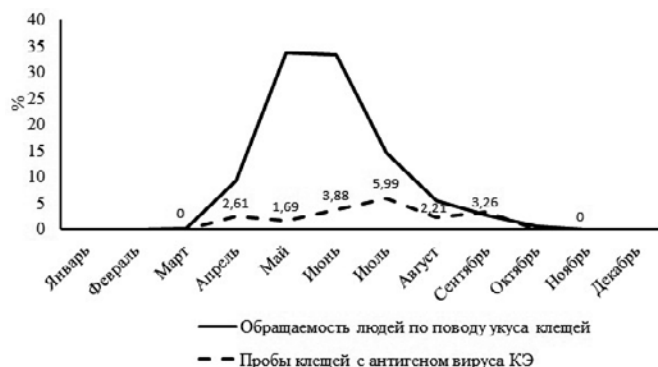 40
35
30
25
20
15
10
5
0
%
0
2,61
1,69
3,88
5,99
2,21
3,26
0
Январь
Февраль
Март
Апрель
Май
Июнь
Июль
Август
Сентябрь
Октябрь
Ноябрь
Декабрь
Обращаемость людей по поводу укуса клещей
Пробы клещей с антигеном вируса КЭ